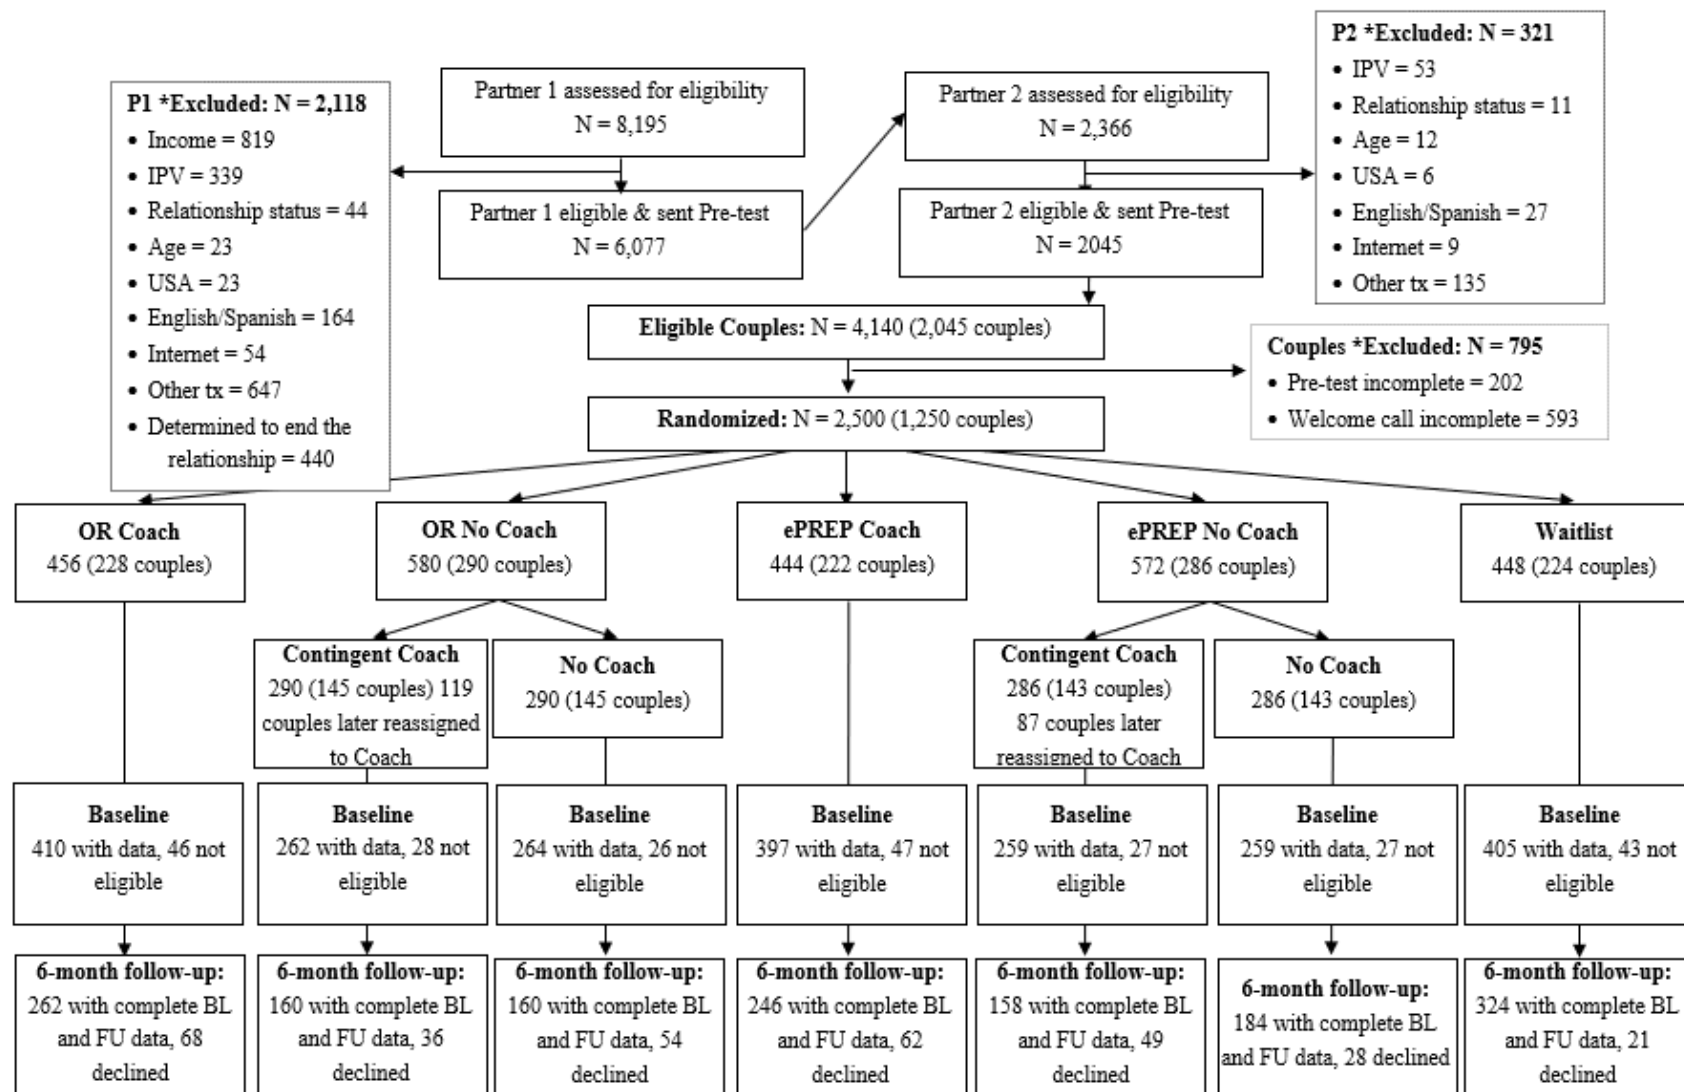 P1 *Excluded: N = 2,118
• Income = 819
• IPV = 339
• Relationship status = 44
• Age = 23
• USA = 23
• English/Spanish = 164
• Internet = 54
• Other tx = 647
• Determined to end the
relationship = 440
Partner 1 assessed for eligibility
N = 8,195
Partner 1 eligible & sent Pre-test
N = 6,077
Partner 2 assessed for eligibility
N = 2,366
Partner 2 eligible & sent Pre-test
N = 2045
P2 *Excluded: N = 321
• IPV = 53
• Relationship status = 11
• Age = 12
• USA = 6
• English/Spanish = 27
• Internet = 9
• Other tx = 135
Eligible Couples: N = 4,140 (2,045 couples)
Couples *Excluded: N = 795
• Pre-test incomplete = 202
• Welcome call incomplete = 593
Randomized: N = 2,500 (1,250 couples)
OR Coach
456 (228 couples)
OR No Coach
580 (290 couples)
ePREP Coach
444 (222 couples)
ePREP No Coach
572 (286 couples)
Waitlist
448 (224 couples)
Contingent Coach
290 (145 couples) 119
couples later reassigned
to Coach
No Coach
290 (145 couples)
Contingent Coach
286 (143 couples)
87 couples later
reassigned to Coach
No Coach
286 (143 couples)
Baseline
410 with data, 46 not
eligible
Baseline
262 with data, 28 not
eligible
Baseline
264 with data, 26 not
eligible
Baseline
397 with data, 47 not
eligible
Baseline
259 with data, 27 not
eligible
Baseline
259 with data, 27 not
eligible
Baseline
405 with data, 43 not
eligible
6-month follow-up:
262 with complete BL
and FU data, 68
declined
6-month follow-up:
160 with complete BL
and FU data, 36
declined
6-month follow-up:
160 with complete BL
and FU data, 54
declined
6-month follow-up:
246 with complete BL
and FU data, 62
declined
6-month follow-up:
158 with complete BL
and FU data, 49
declined
6-month follow-up:
184 with complete BL
and FU data, 28 declined
6-month follow-up:
324 with complete BL
and FU data, 21
declined